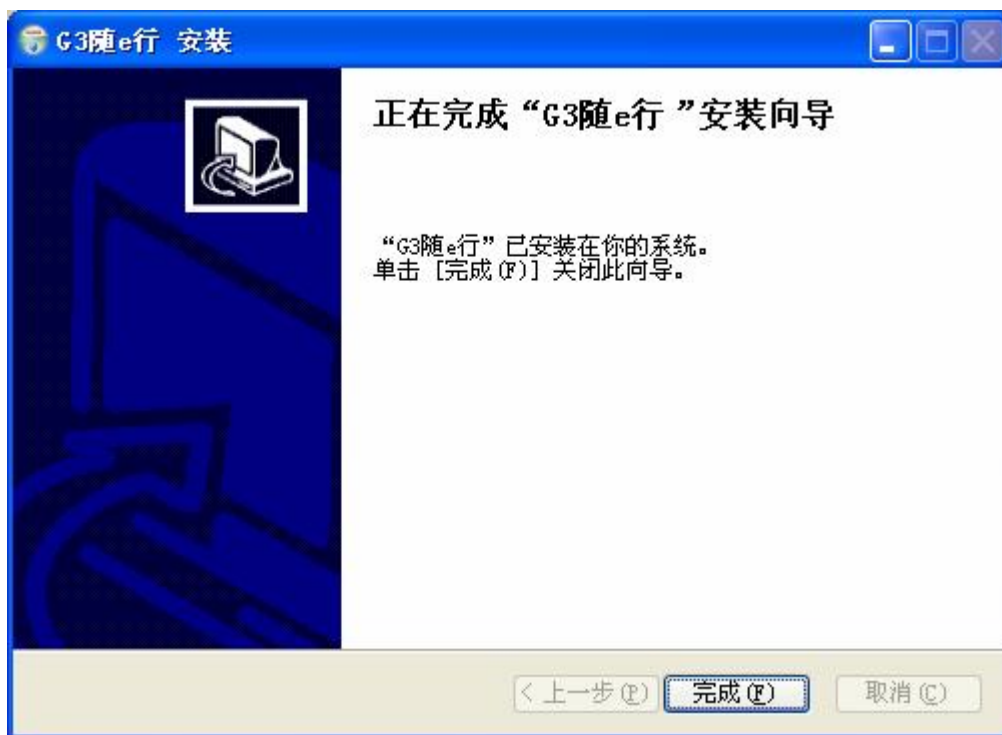 G3随e行 安装
正在完成“G3随e行 ”安装向导
“G3随e行”已安装在你的系统。
单击 [完成(F)] 关闭此向导。
< 上一步(P) 完成(F) 取消(C)